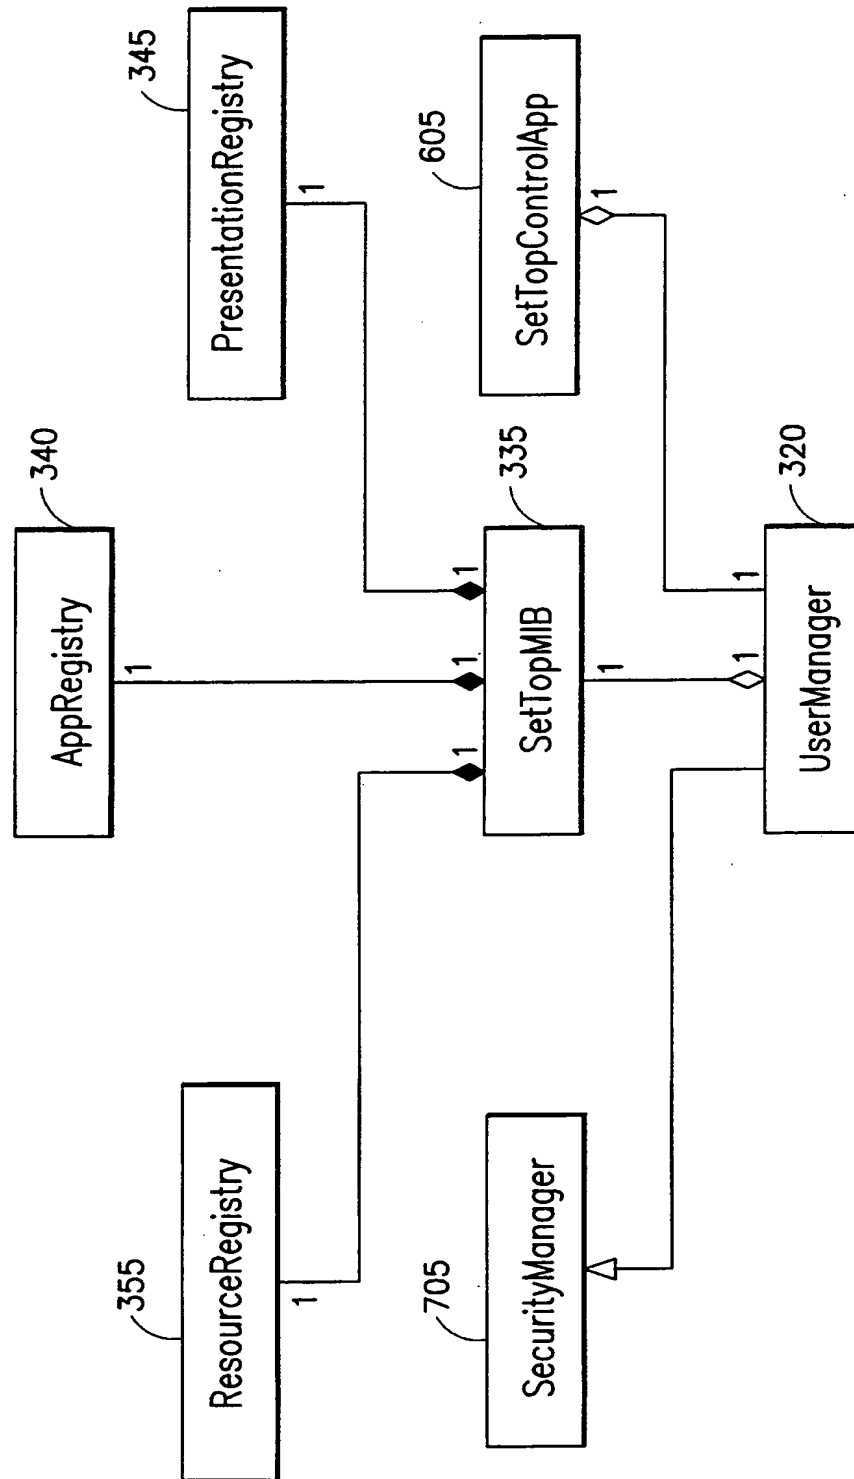 355
ResourceRegistry
1
340
AppRegistry
1
345
PresentationRegistry
1
1
1
1
705
SecurityManager
335
SetTopMIB
1
605
SetTopControlApp
1
1
1
320
UserManager